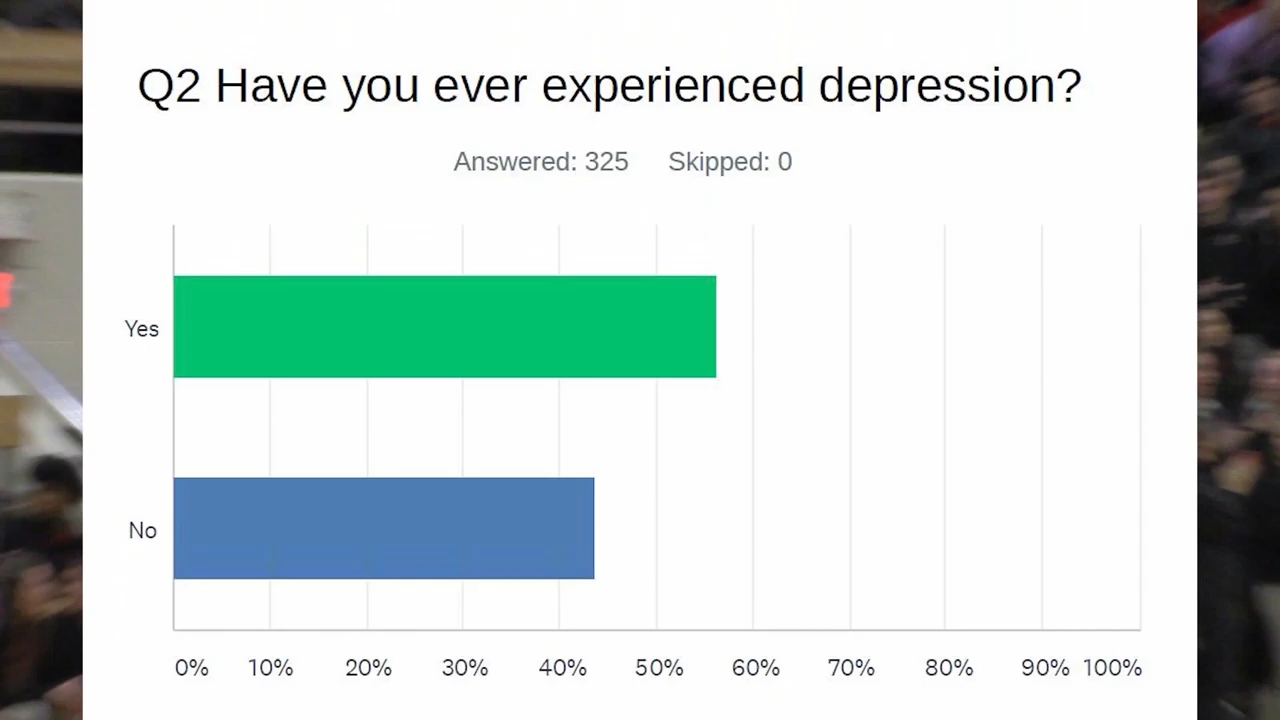 Q2 Have you ever experienced depression?
Answered: 325 Skipped: 0
Yes
No
0% 10% 20% 30% 40% 50% 60% 70% 80% 90% 100%